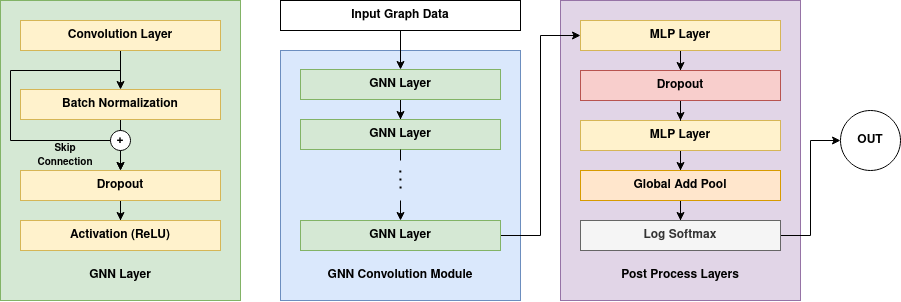 Convolution Layer
Batch Normalization
+
Skip
Connection
Dropout
Activation (ReLU)
GNN Layer
Input Graph Data
GNN Layer
GNN Layer
GNN Layer
GNN Convolution Module
MLP Layer
Dropout
MLP Layer
Global Add Pool
Log Softmax
Post Process Layers
OUT